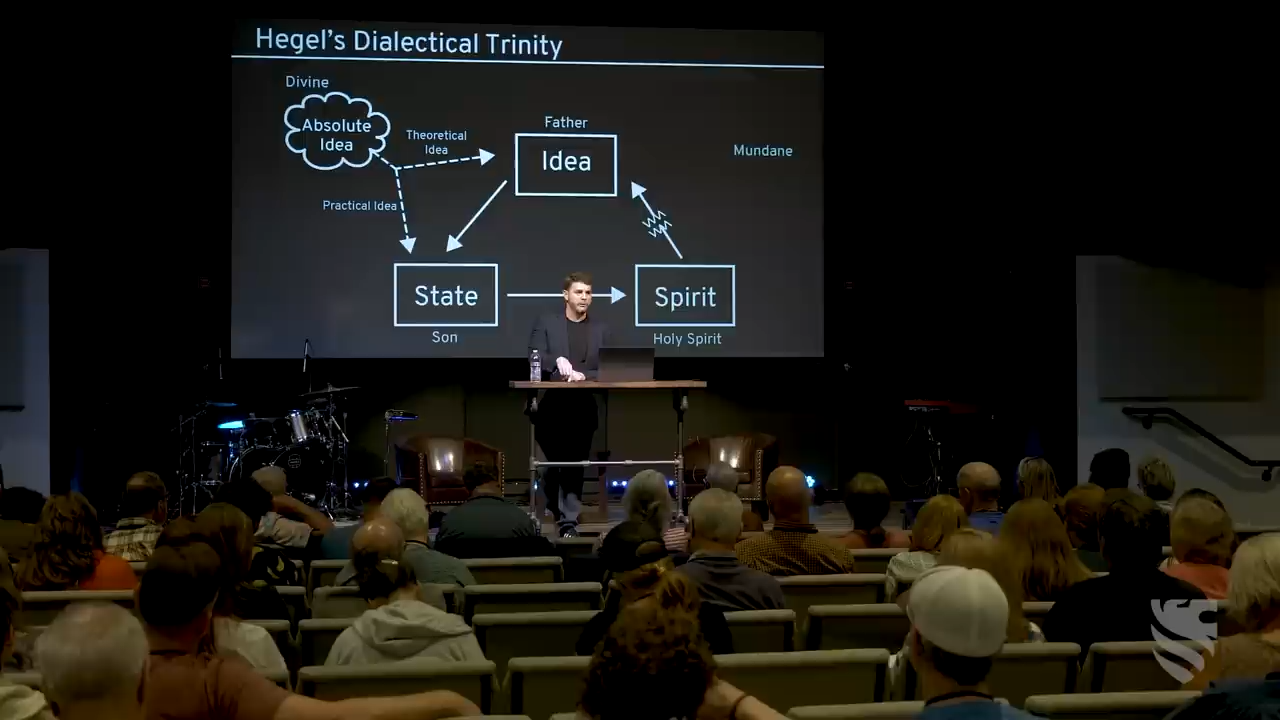 Hegel's Dialectical Trinity
Divine
Absolute
Idea
Theoretical
Idea
Father
Idea
Mundane
Practical Idea
State
Son
Spirit
Holy Spirit